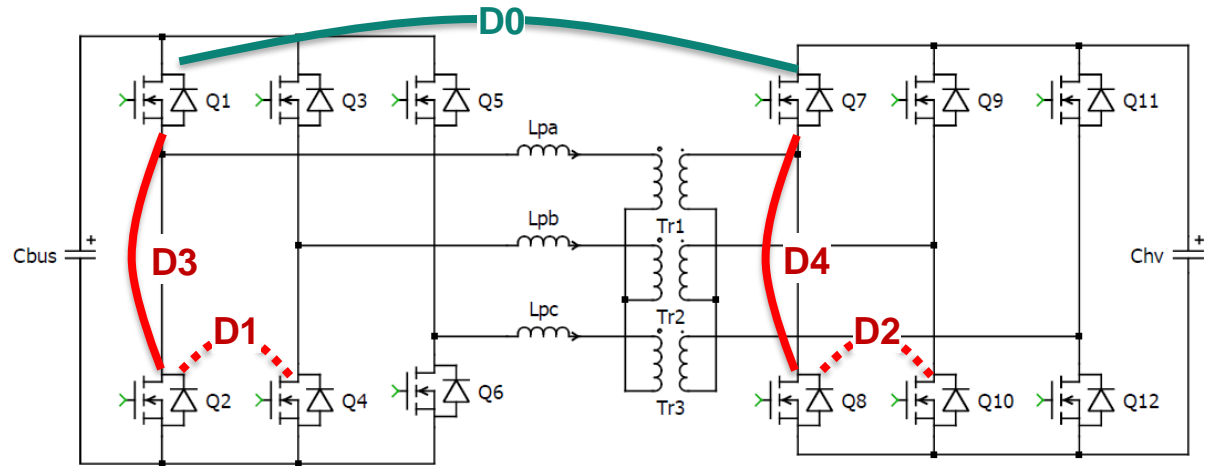 D0
Q1
Q3
Q5
Q7
Q9
Q11
Lpa
Tr1
Lpb
+
Cbus
D3
D4
+
Chv
Lpc
Tr2
D1
D2
Q2
Q4
Q6
Tr3
Q8
Q10
Q12